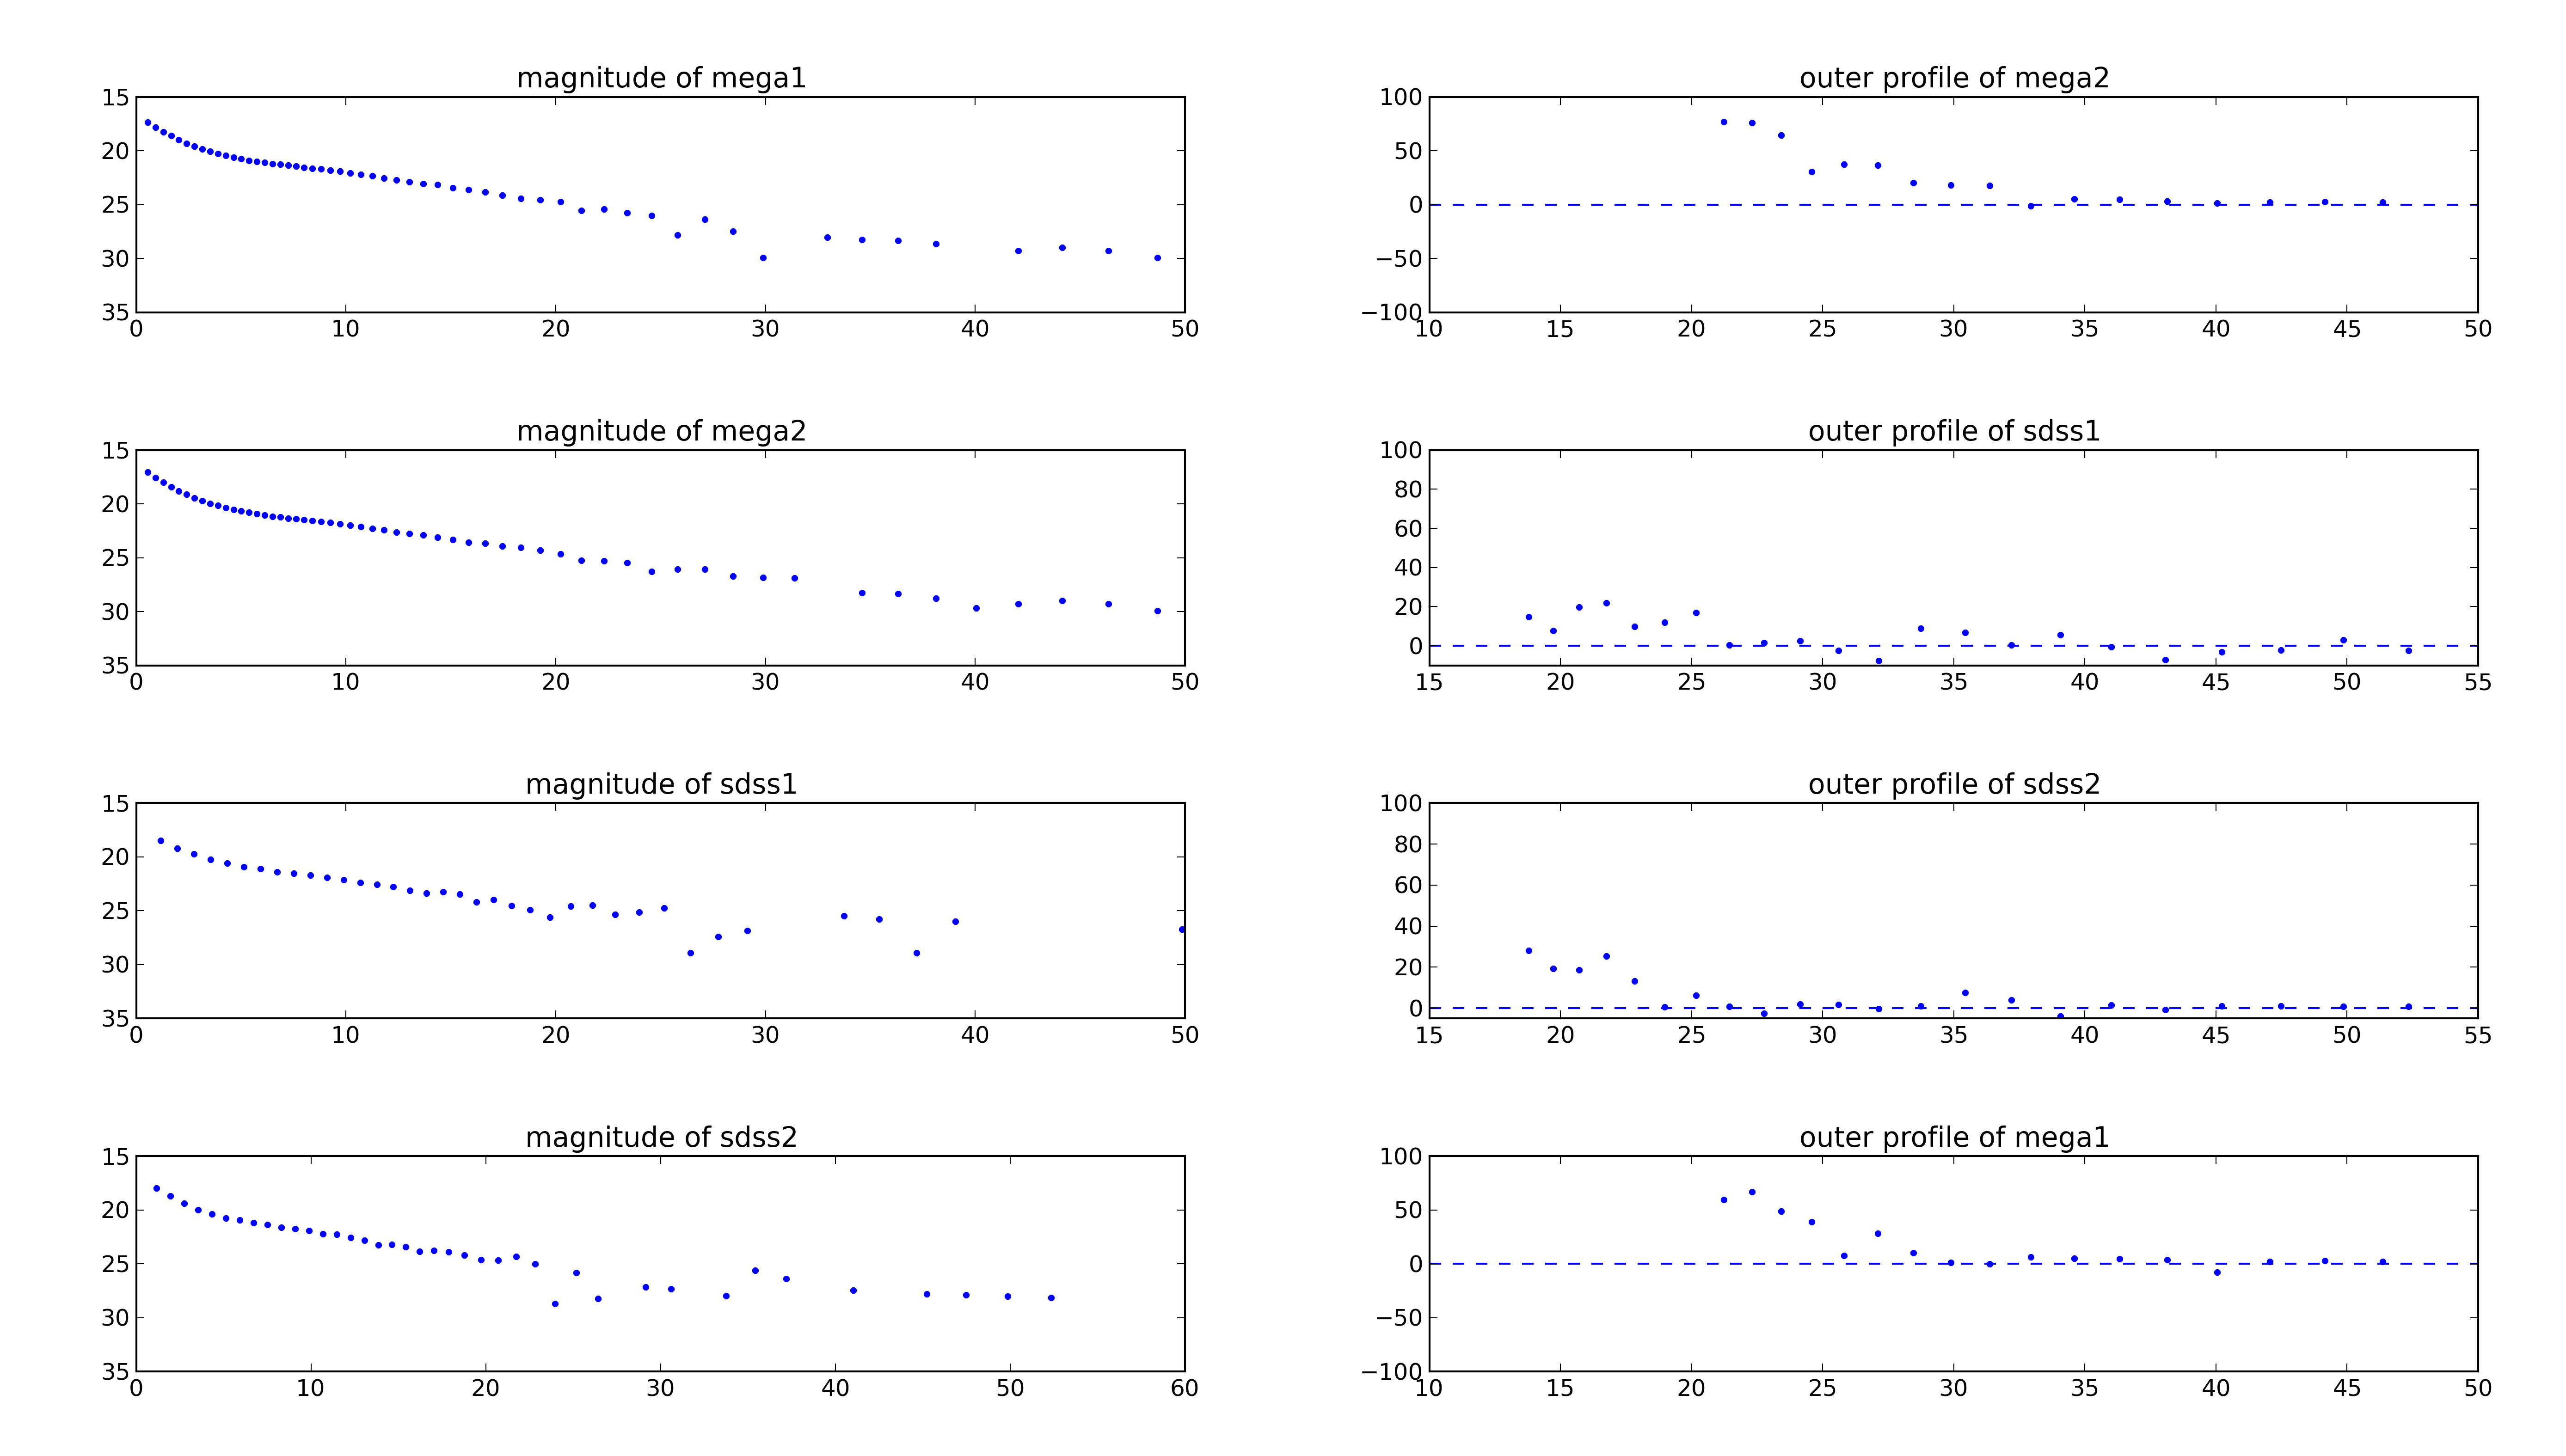 magnitude of mega1
15
20
25
30
35
0 10 20 30 40 50
outer profile of mega2
100
50
0
−50
−100
10 15 20 25 30 35 40 45 50
magnitude of mega2
15
20
25
30
35
0 10 20 30 40 50
outer profile of sdss1
100
80
60
40
20
0
15 20 25 30 35 40 45 50 55
magnitude of sdss1
15
20
25
30
35
0 10 20 30 40 50
outer profile of sdss2
100
80
60
40
20
0
15 20 25 30 35 40 45 50 55
magnitude of sdss2
15
20
25
30
35
0 10 20 30 40 50 60
outer profile of mega1
100
50
0
−50
−100
10 15 20 25 30 35 40 45 50